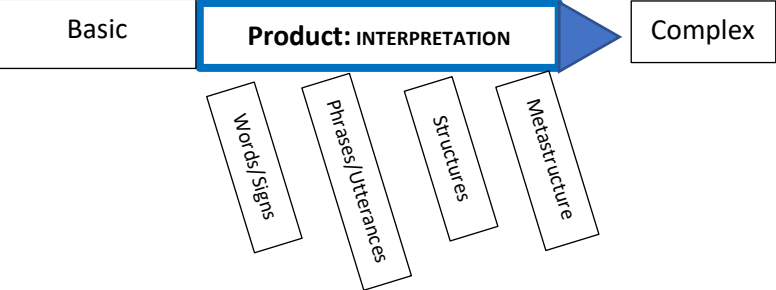 Basic
Product: INTERPRETATION
Complex
Words/Signs
Phrases/Utterances
Structures
Metastructure